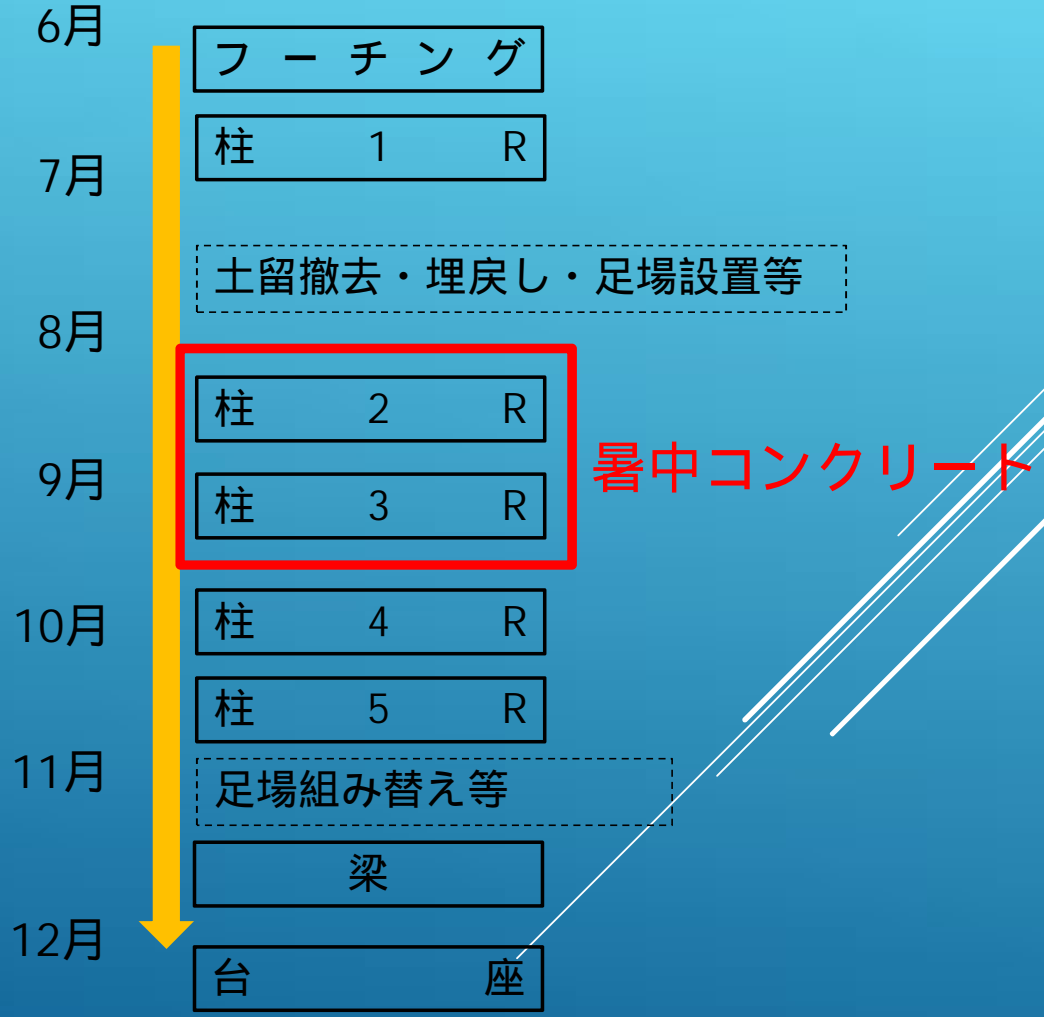 6月
フーチング
柱 1 R
7月
土留撤去・埋戻し・足場設置等
8月
柱 2 R
暑中コンクリート
9月
柱 3 R
10月
柱 4 R
柱 5 R
11月
足場組み替え等
梁
12月
台 座